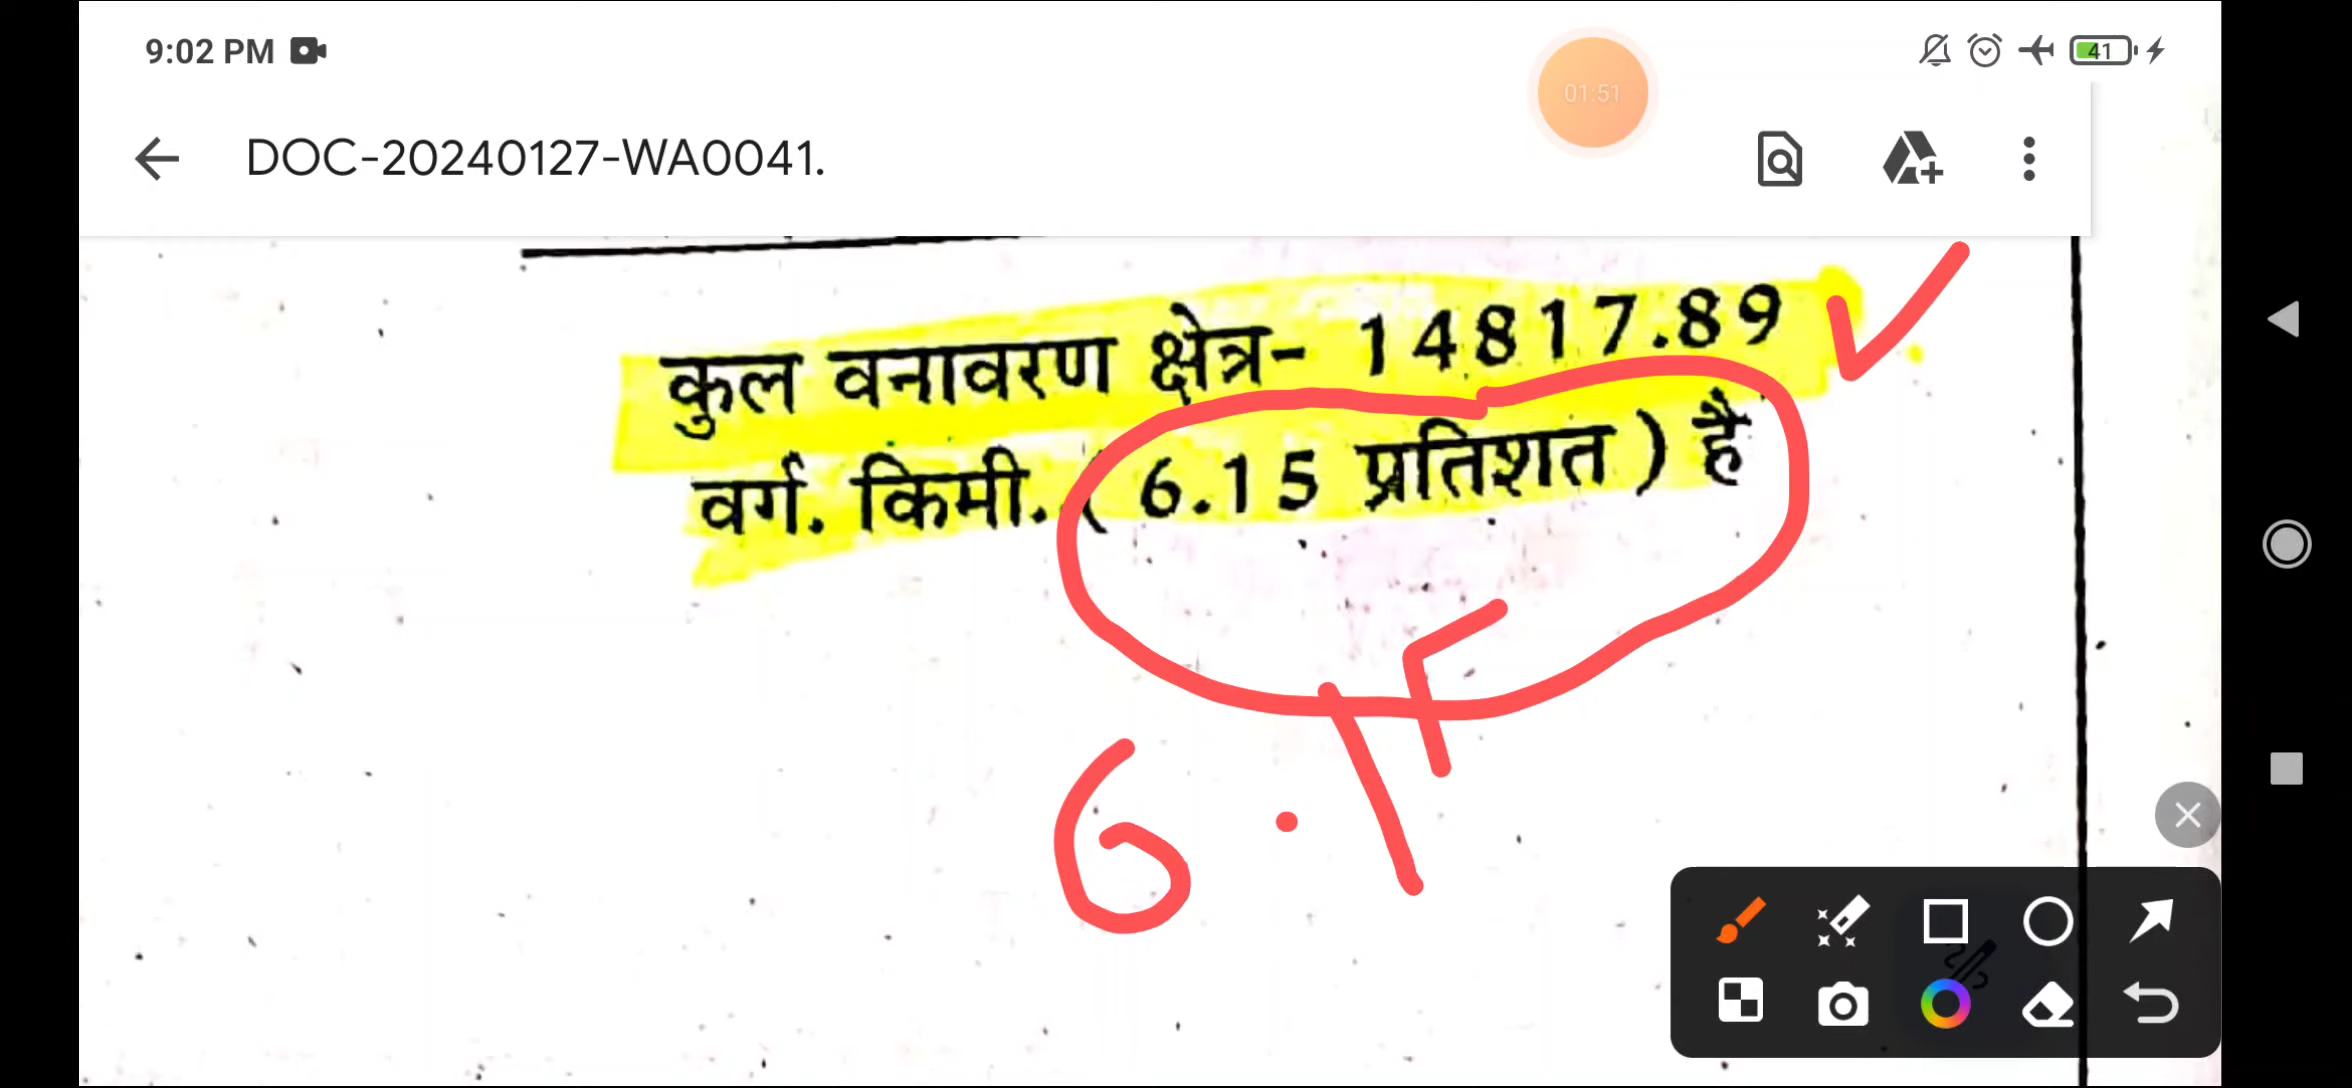 9:02 PM
41
01:51
DOC-20240127-WA0041.
कुल वनावरण क्षेत्र- 14817.89
वर्ग. किमी. ( 6.15 प्रतिशत ) है
6.15